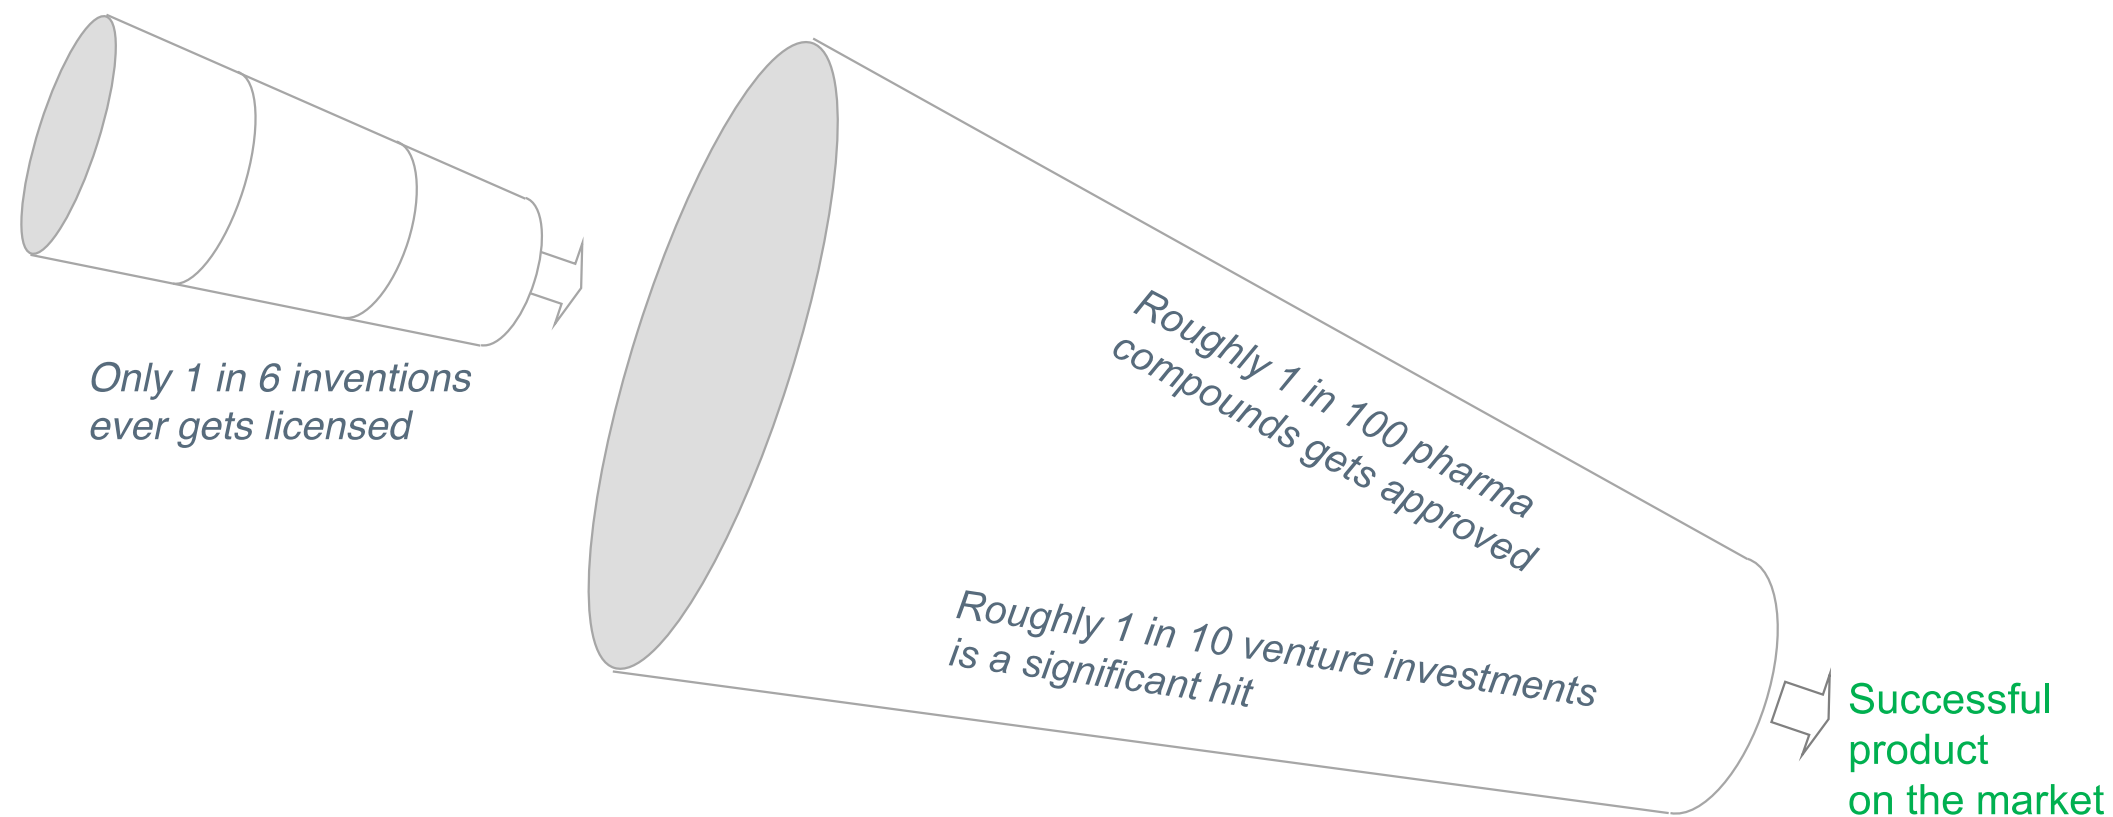 Only 1 in 6 inventions
ever gets licensed
Roughly 1 in 100 pharma
compounds gets approved
Roughly 1 in 10 venture investments
is a significant hit
Successful
product
on the market